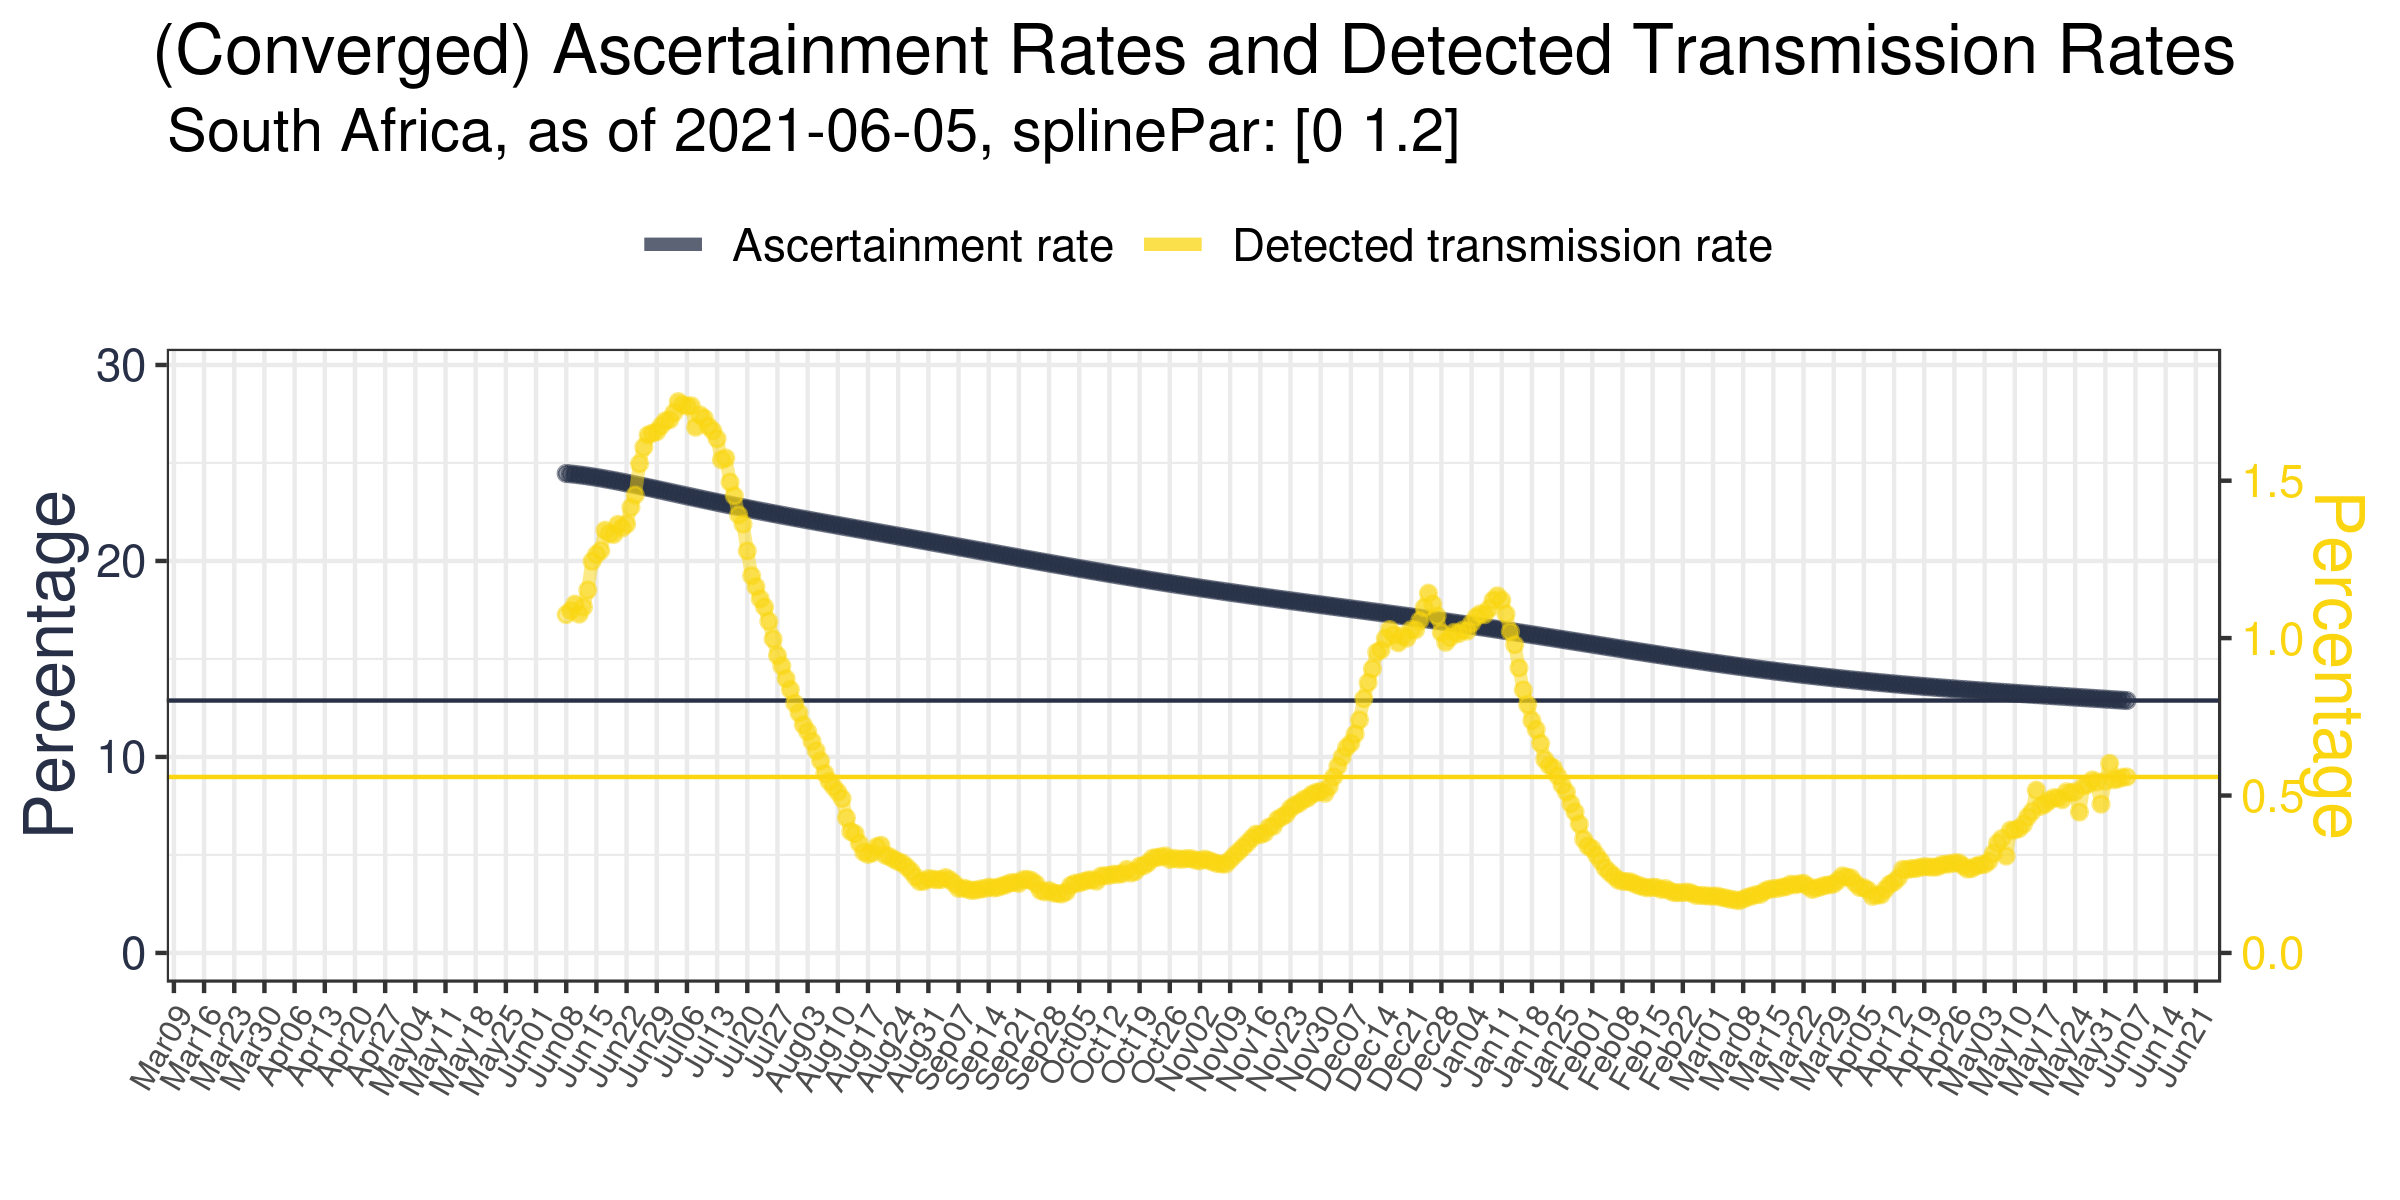 (Converged) Ascertainment Rates and Detected Transmission Rates
South Africa, as of 2021-06-05, splinePar: [0 1.2]
Ascertainment rate
Detected transmission rate
Percentage
30
20
10
0
1.5
1.0
0.5
0.0
Percentage
Mar09
Mar16
Mar23
Mar30
Apr06
Apr13
Apr20
Apr27
May04
May11
May18
May25
Jun01
Jun08
Jun15
Jun22
Jun29
Jul06
Jul13
Jul20
Jul27
Aug03
Aug10
Aug17
Aug24
Aug31
Sep07
Sep14
Sep21
Sep28
Oct05
Oct12
Oct19
Oct26
Nov02
Nov09
Nov16
Nov23
Nov30
Dec07
Dec14
Dec21
Dec28
Jan04
Jan11
Jan18
Jan25
Feb01
Feb08
Feb15
Feb22
Mar01
Mar08
Mar15
Mar22
Mar29
Apr05
Apr12
Apr19
Apr26
May03
May10
May17
May24
May31
Jun07
Jun14
Jun21